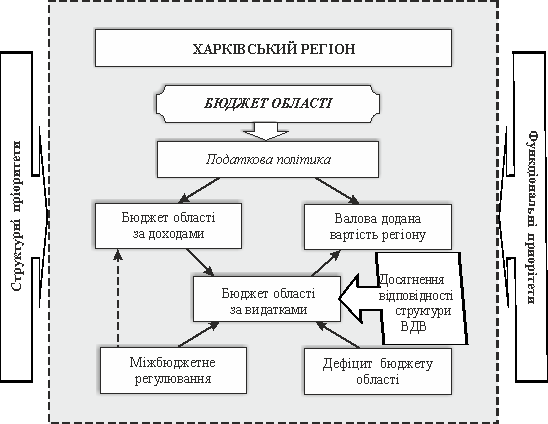 ХАРКІВСЬКИЙ РЕГІОН
БЮДЖЕТ ОБЛАСТІ
Податкова політика
Структурні пріоритети
Функціональні приорітети
Бюджет області
за доходами
Валова додана
вартість регіону
Бюджет області
за видатками
Досягнення
відповідності
структури
ВДВ
Міжбюджетне
регулювання
Дефіцит бюджету
області